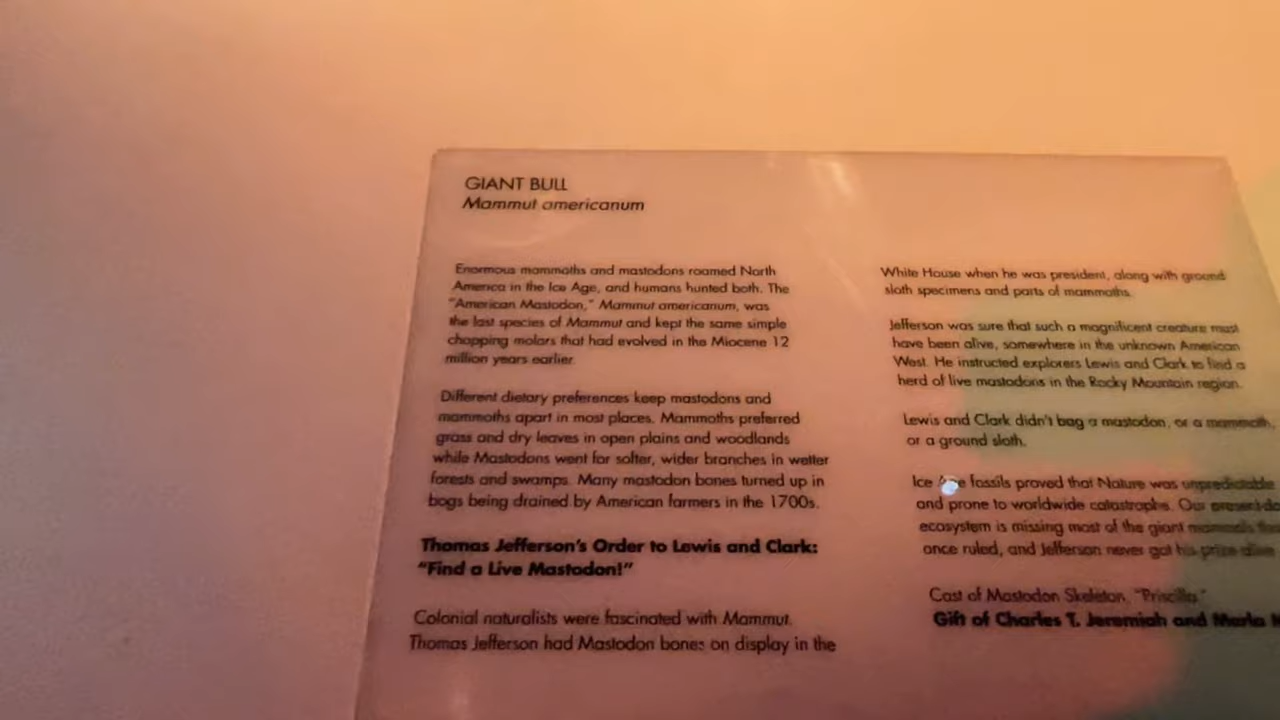 GIANT BULL
Mammut americanum
Enormous mammoths and mastodons roamed North
America in the Ice Age, and humans hunted both. The
"American Mastodon," Mammut americanum, was
the last species of Mammut and kept the same simple
chopping molars that had evolved in the Miocene 12
million years earlier.
Different dietary preferences keep mastodons and
mammoths apart in most places. Mammoths preferred
grass and dry leaves in open plains and woodlands
while Mastodons went for softer, wider branches in wetter
forests and swamps. Many mastodon bones turned up in
bogs being drained by American farmers in the 1700s.
Thomas Jefferson's Order to Lewis and Clark:
"Find a Live Mastodon!"
Colonial naturalists were fascinated with Mammut.
Thomas Jefferson had Mastodon bones on display in the
White House when he was president, along with ground
sloth specimens and parts of mammoths.
Jefferson was sure that such a magnificent creature must
have been alive, somewhere in the unknown American
West. He instructed explorers Lewis and Clark to find a
herd of live mastodons in the Rocky Mountain region.
Lewis and Clark didn't bag a mastodon, or a mammoth,
or a ground sloth.
Ice Age fossils proved that Nature was unpredictable
and prone to worldwide catastrophe. Our
ecosystem is missing most of the giant mammals
once ruled, and Jefferson never got his prize alive
Cast of Mastodon Skeleton, "Priscilla."
Gift of Charles T. Jeremiah and Marla